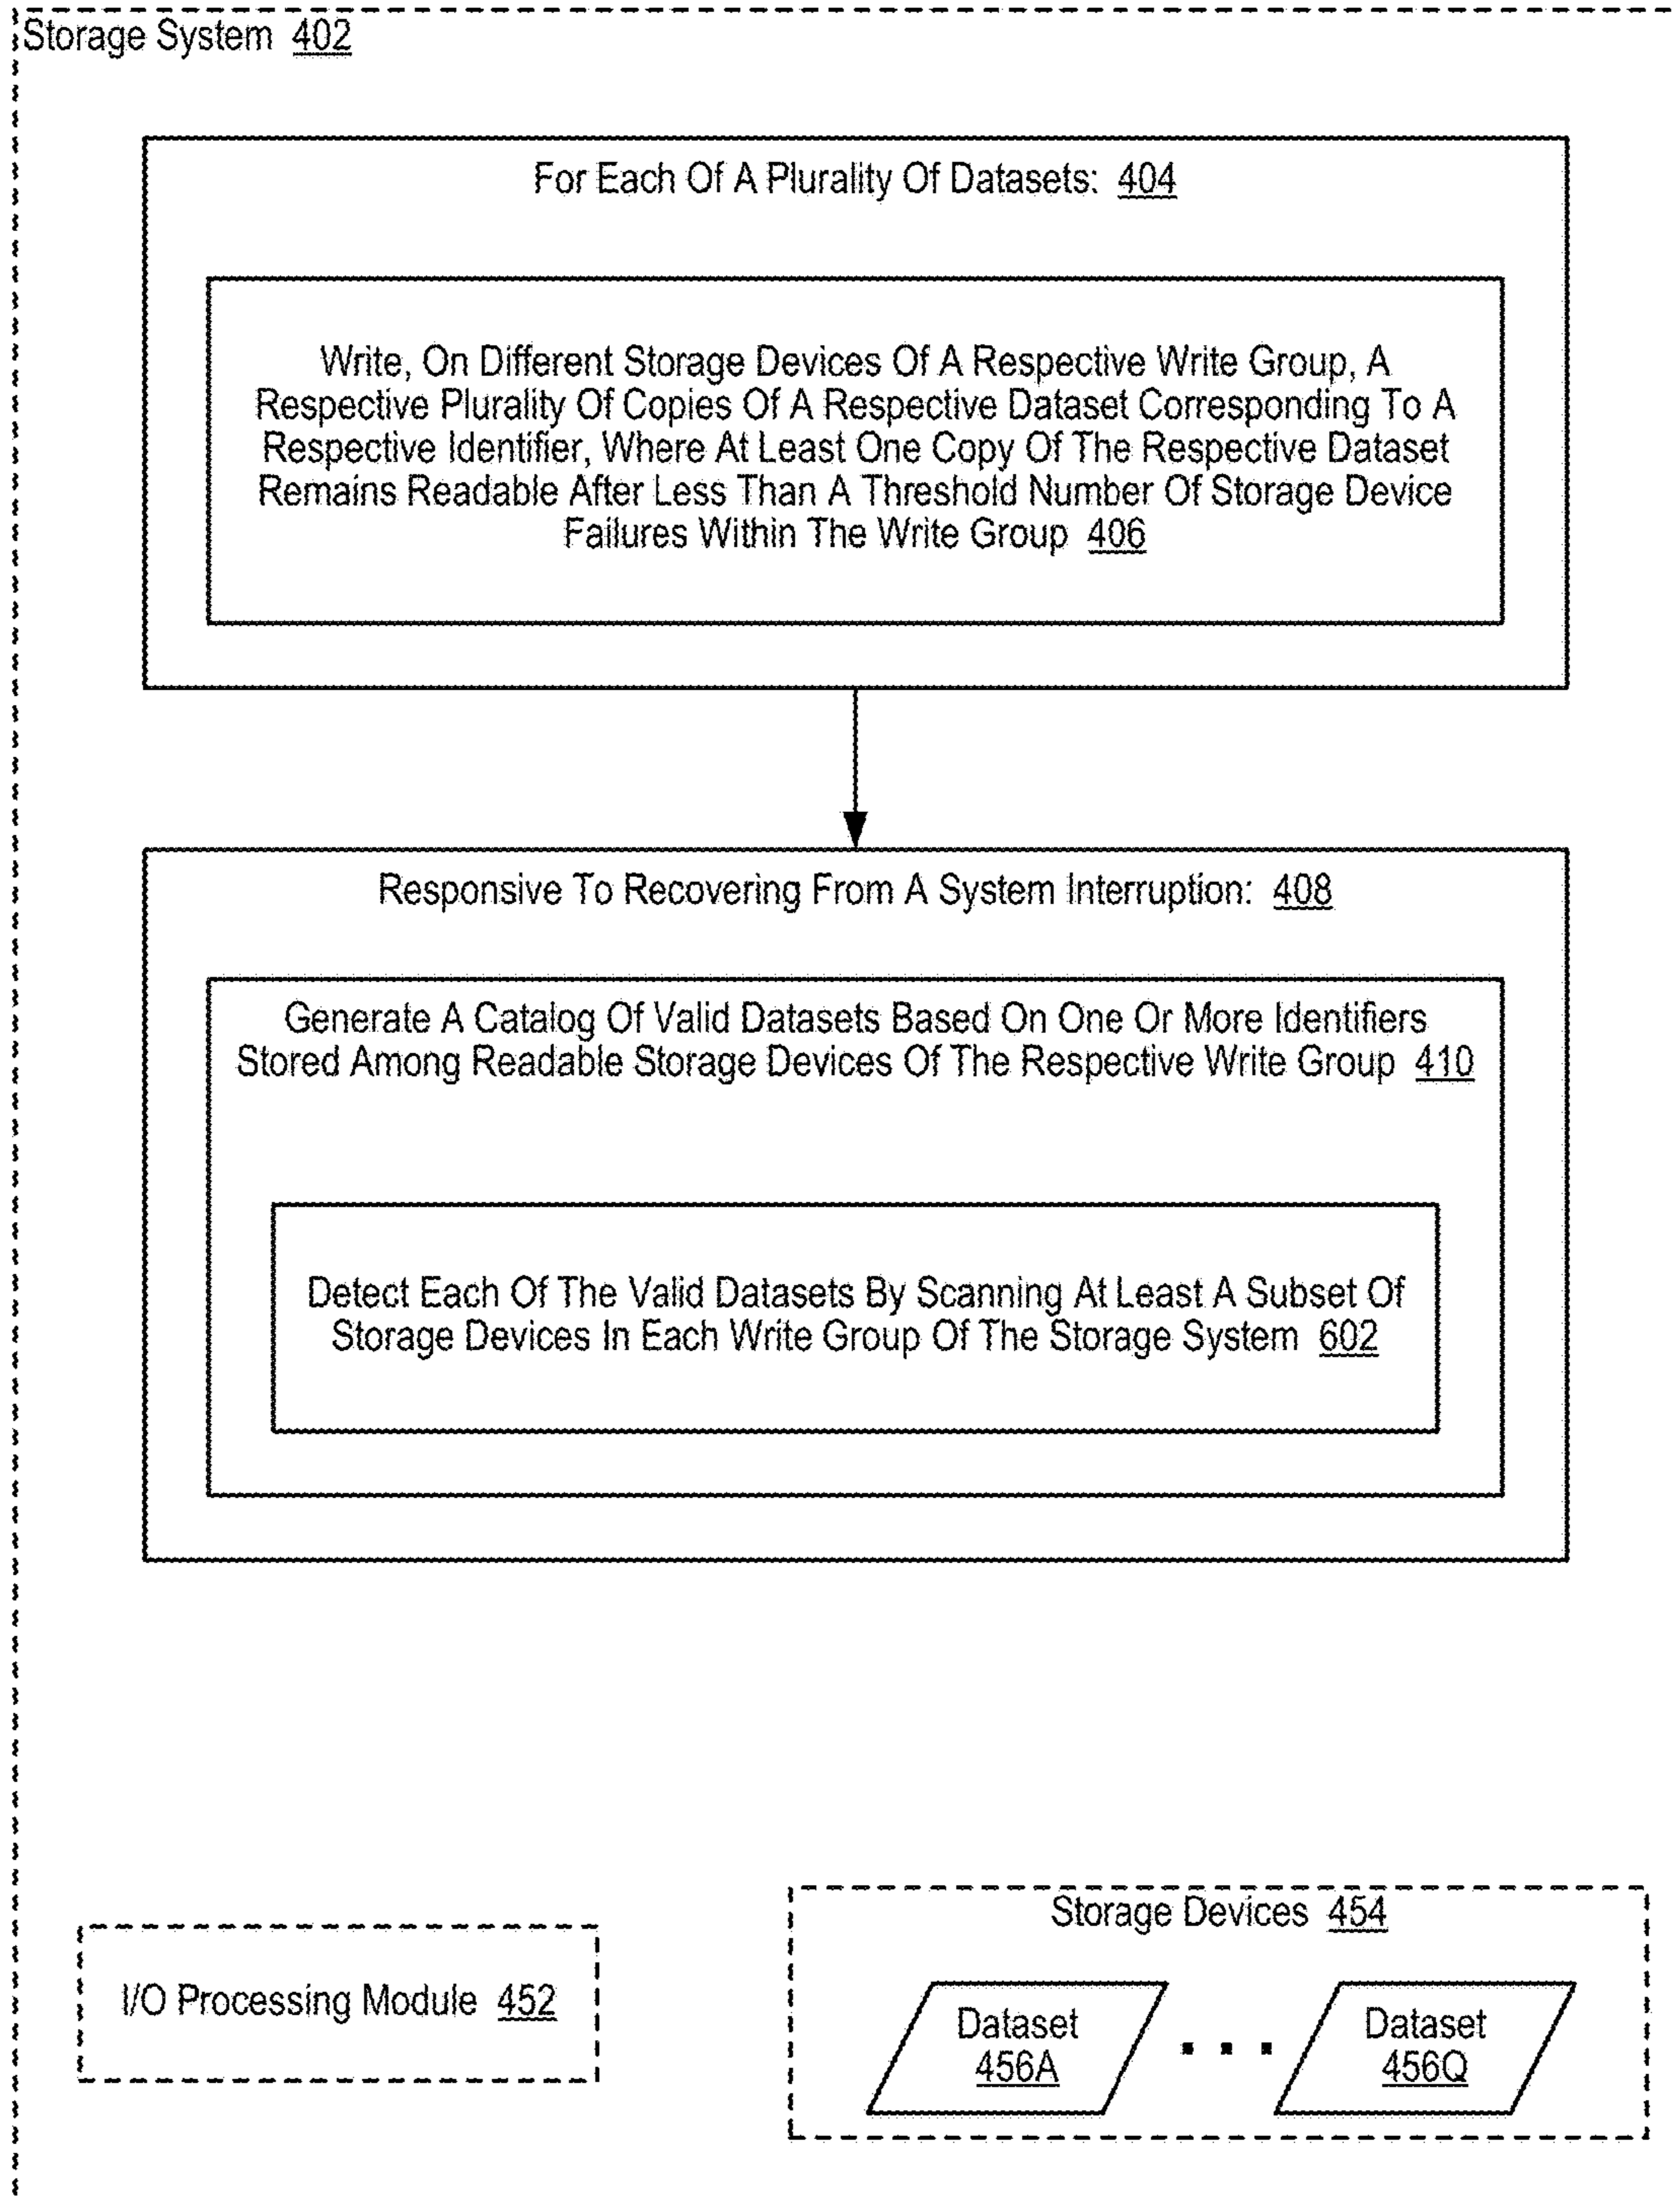 Storage System 402
For Each Of A Plurality Of Datasets: 404
Write, On Different Storage Devices Of A Respective Write Group, A
Respective Plurality Of Copies Of A Respective Dataset Corresponding To A
Respective Identifier, Where At Least One Copy Of The Respective Dataset
Remains Readable After Less Than A Threshold Number Of Storage Device
Failures Within The Write Group 406
Responsive To Recovering From A System Interruption: 408
Generate A Catalog Of Valid Datasets Based On One Or More Identifiers
Stored Among Readable Storage Devices Of The Respective Write Group 410
Detect Each Of The Valid Datasets By Scanning At Least A Subset Of
Storage Devices In Each Write Group Of The Storage System 602
I/O Processing Module 452
Storage Devices 454
Dataset
456A
. . .
Dataset
456Q